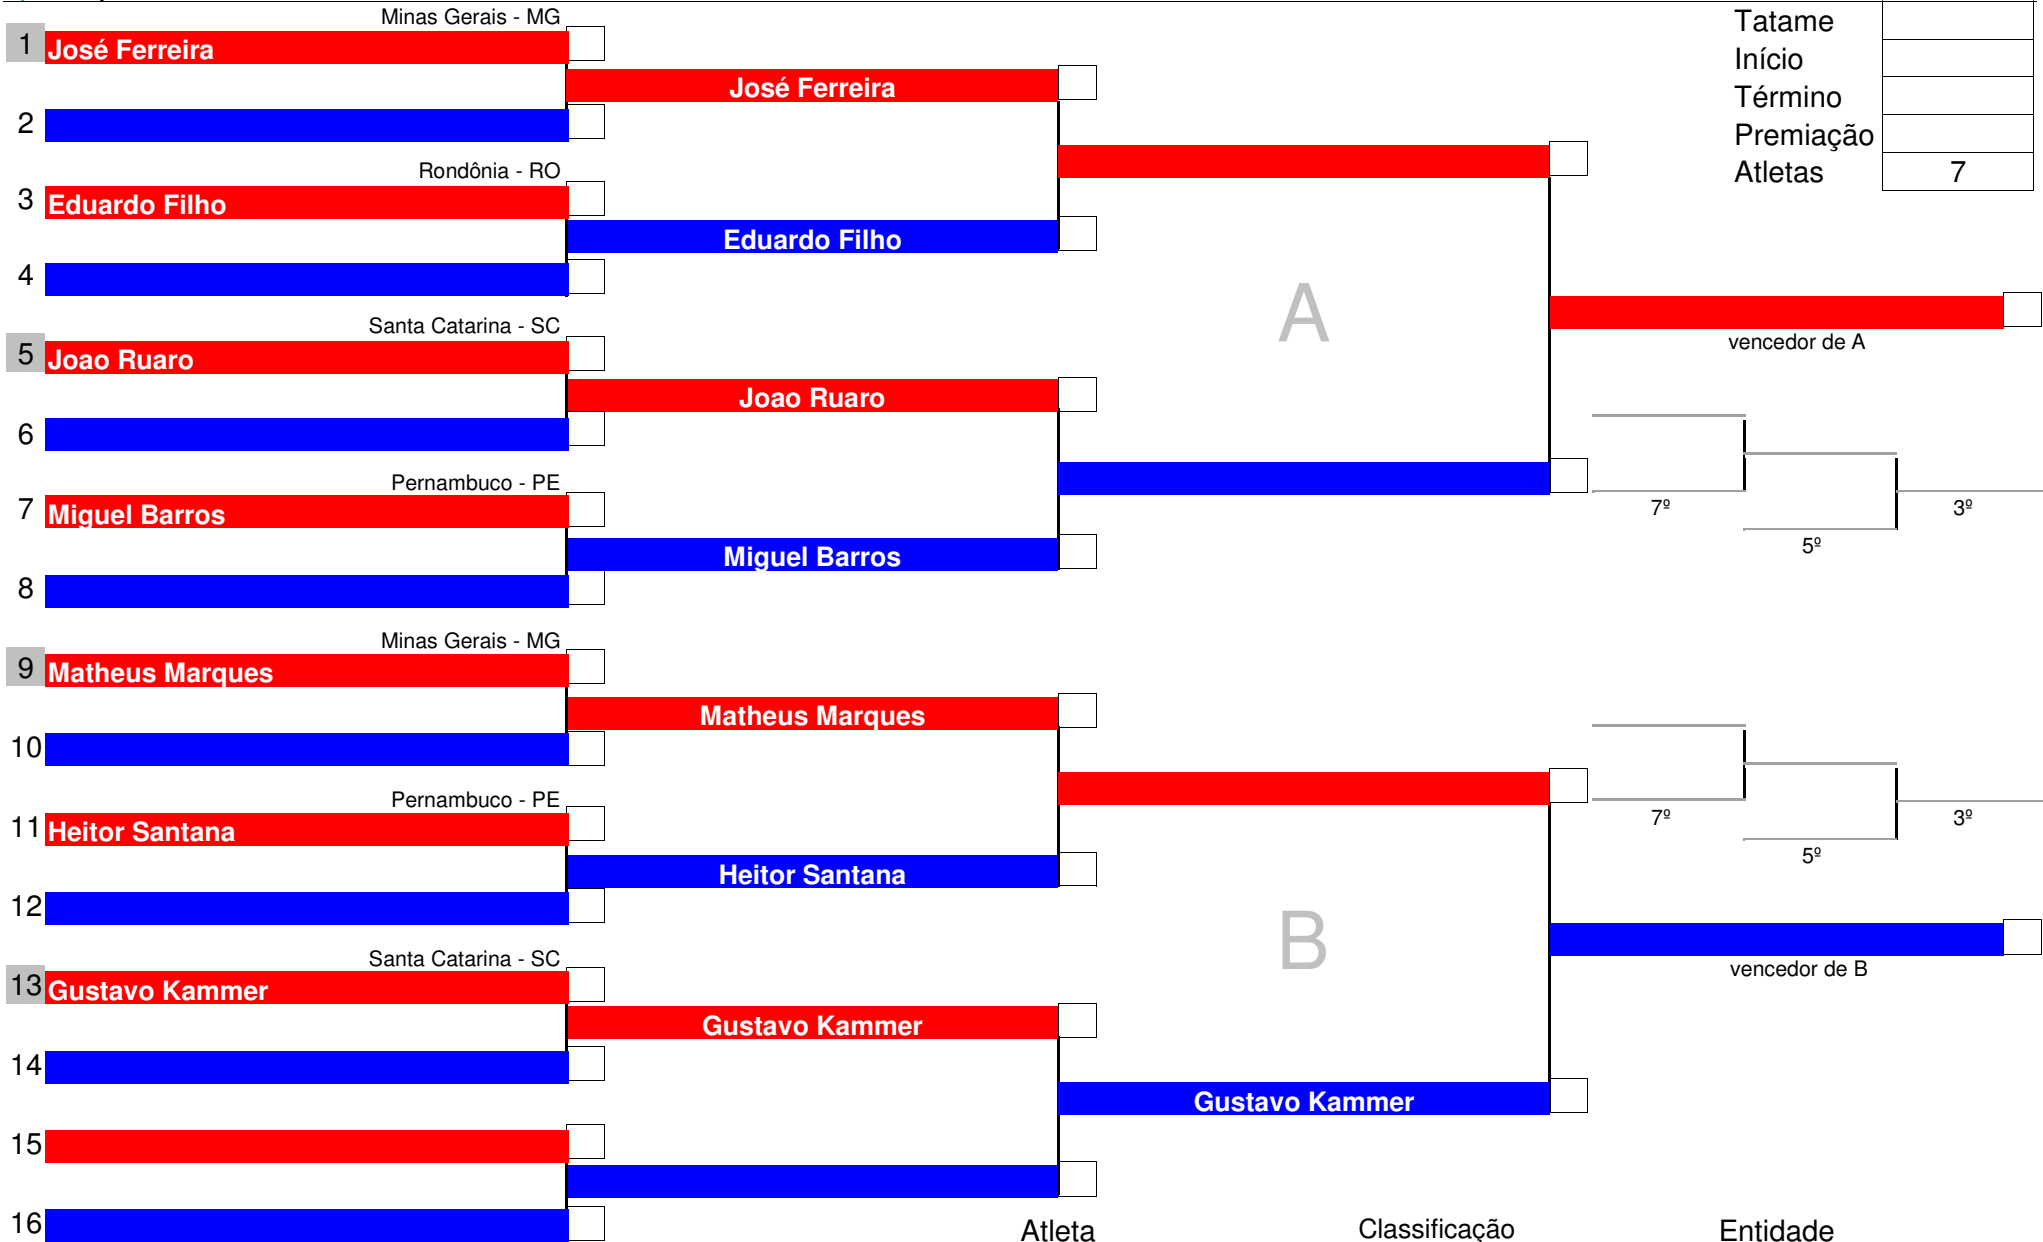 Minas Gerais - MG
Tatame
1 José Ferreira
Início
José Ferreira
Término
2
Premiação
Rondônia - RO
Atletas 7
3 Eduardo Filho
Eduardo Filho
4
A
Santa Catarina - SC
vencedor de A
5 Joao Ruaro
Joao Ruaro
6
Pernambuco - PE
7 Miguel Barros
7º 3º
5º
Miguel Barros
8
Minas Gerais - MG
9 Matheus Marques
Matheus Marques
10
Pernambuco - PE
11 Heitor Santana
7º 3º
5º
Heitor Santana
12
B
Santa Catarina - SC
vencedor de B
13 Gustavo Kammer
Gustavo Kammer
14
Gustavo Kammer
15
16
Atleta Classificação Entidade